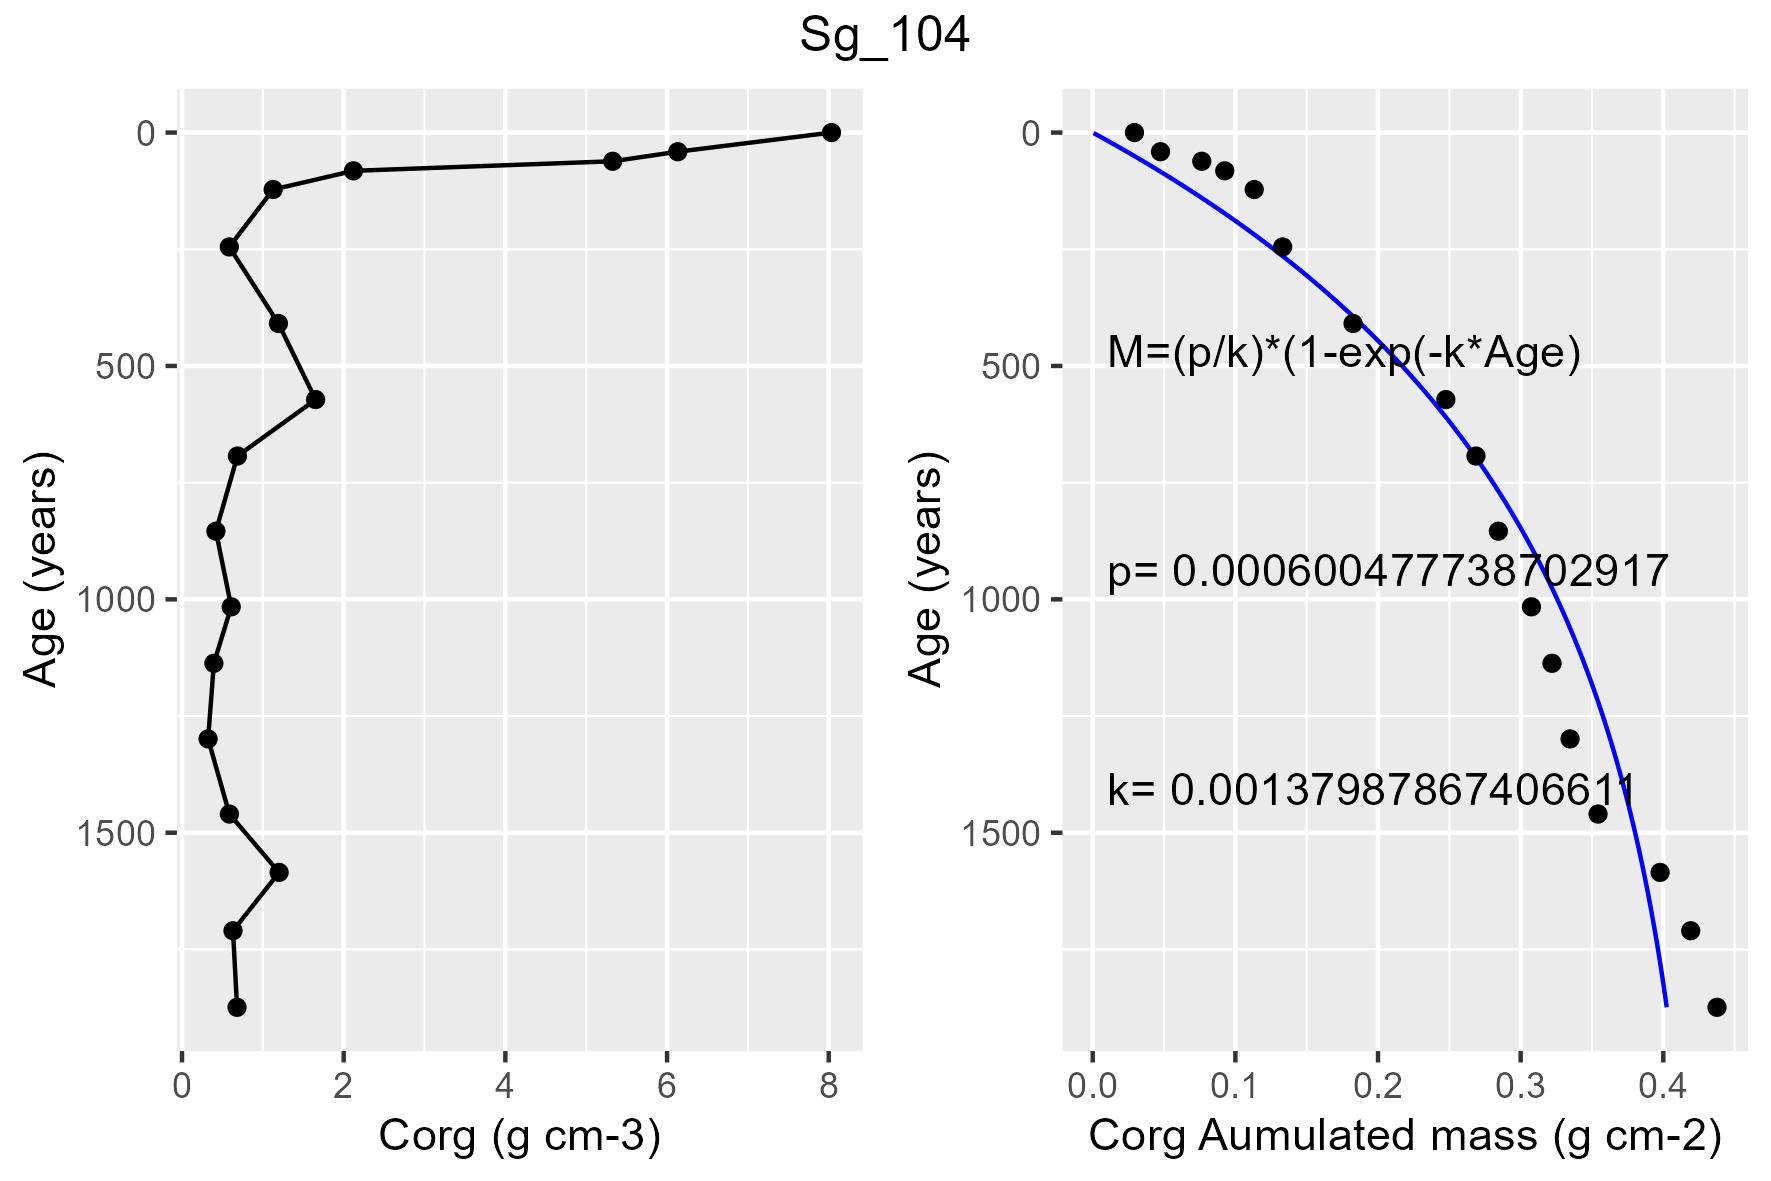 Sg_104
0
500
1000
1500
Age (years)
0 2 4 6 8
Corg (g cm-3)
0
500
1000
1500
Age (years)
M=(p/k)*(1-exp(-k*Age)
p= 0.000600477738702917
k= 0.00137987867406611
0.0 0.1 0.2 0.3 0.4
Corg Aumulated mass (g cm-2)